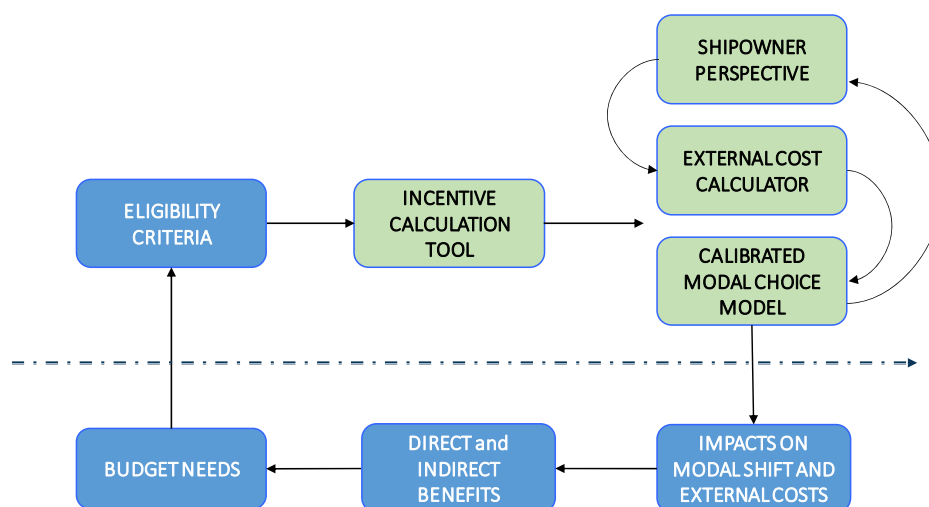 SHIPOWNER
PERSPECTIVE
EXTERNAL COST
CALCULATOR
ELIGIBILITY
CRITERIA
INCENTIVE
CALCULATION
TOOL
CALIBRATED
MODAL CHOICE
MODEL
BUDGET NEEDS
DIRECT and
INDIRECT
BENEFITS
IMPACTS ON
MODAL SHIFT AND
EXTERNAL COSTS